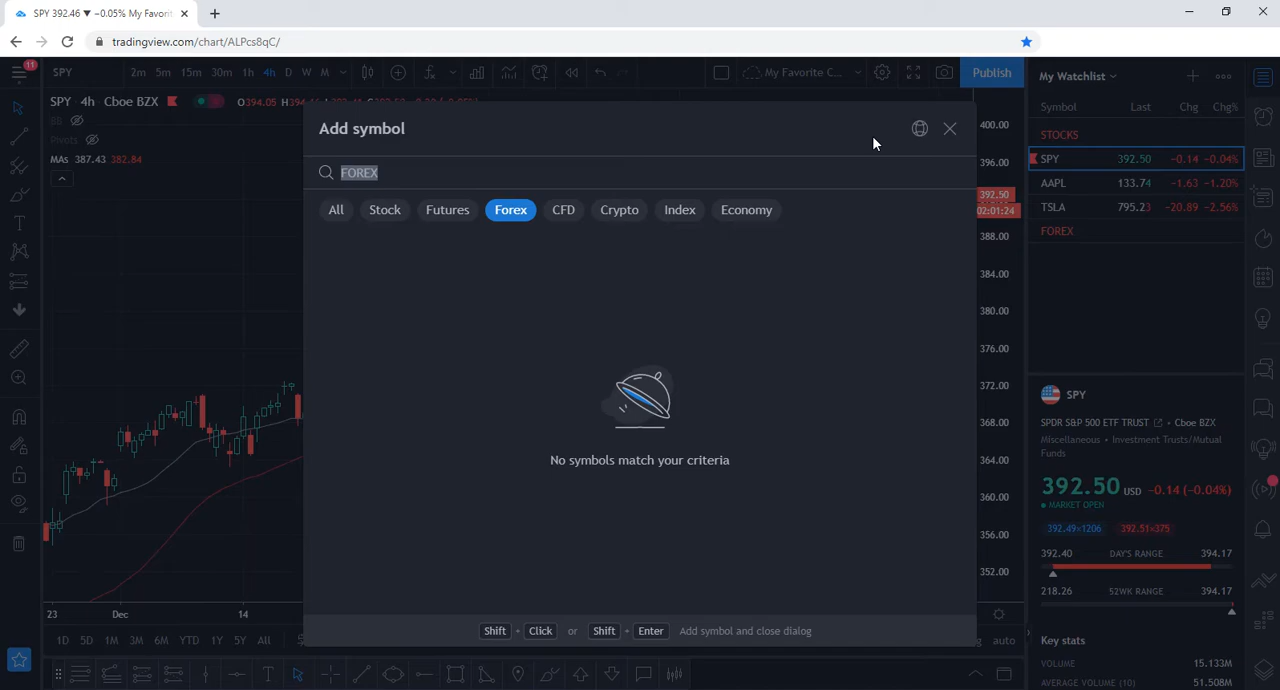 SPY 392.46 ▼ −0.05% My Favorit
tradingview.com/chart/ALPcs8qC/
11
SPY 2m 5m 15m 30m 1h 4h D W M My Favorite C... Publish
SPY · 4h · Cboe BZX O394.05
BB
Pivots
MAs 387.43 382.84
Add symbol
FOREX
All Stock Futures Forex CFD Crypto Index Economy
No symbols match your criteria
Shift + Click or Shift + Enter Add symbol and close dialog
400.00
396.00
392.50
02:01:24
388.00
384.00
380.00
376.00
372.00
368.00
364.00
360.00
356.00
352.00
23 Dec 14
1D 5D 1M 3M 6M YTD 1Y 5Y All
auto
My Watchlist
Symbol Last Chg Chg%
STOCKS
SPY 392.50 −0.14 −0.04%
AAPL 133.74 −1.63 −1.20%
TSLA 795.23 −20.89 −2.56%
FOREX
SPY
SPDR S&P 500 ETF TRUST • Cboe BZX
Miscellaneous • Investment Trusts/Mutual
Funds
392.50 USD −0.14 (−0.04%)
MARKET OPEN
392.49×1206 392.51×375
392.40 DAY'S RANGE 394.17
218.26 52WK RANGE 394.17
Key stats
VOLUME 15.133M
AVERAGE VOLUME (10) 51.508M